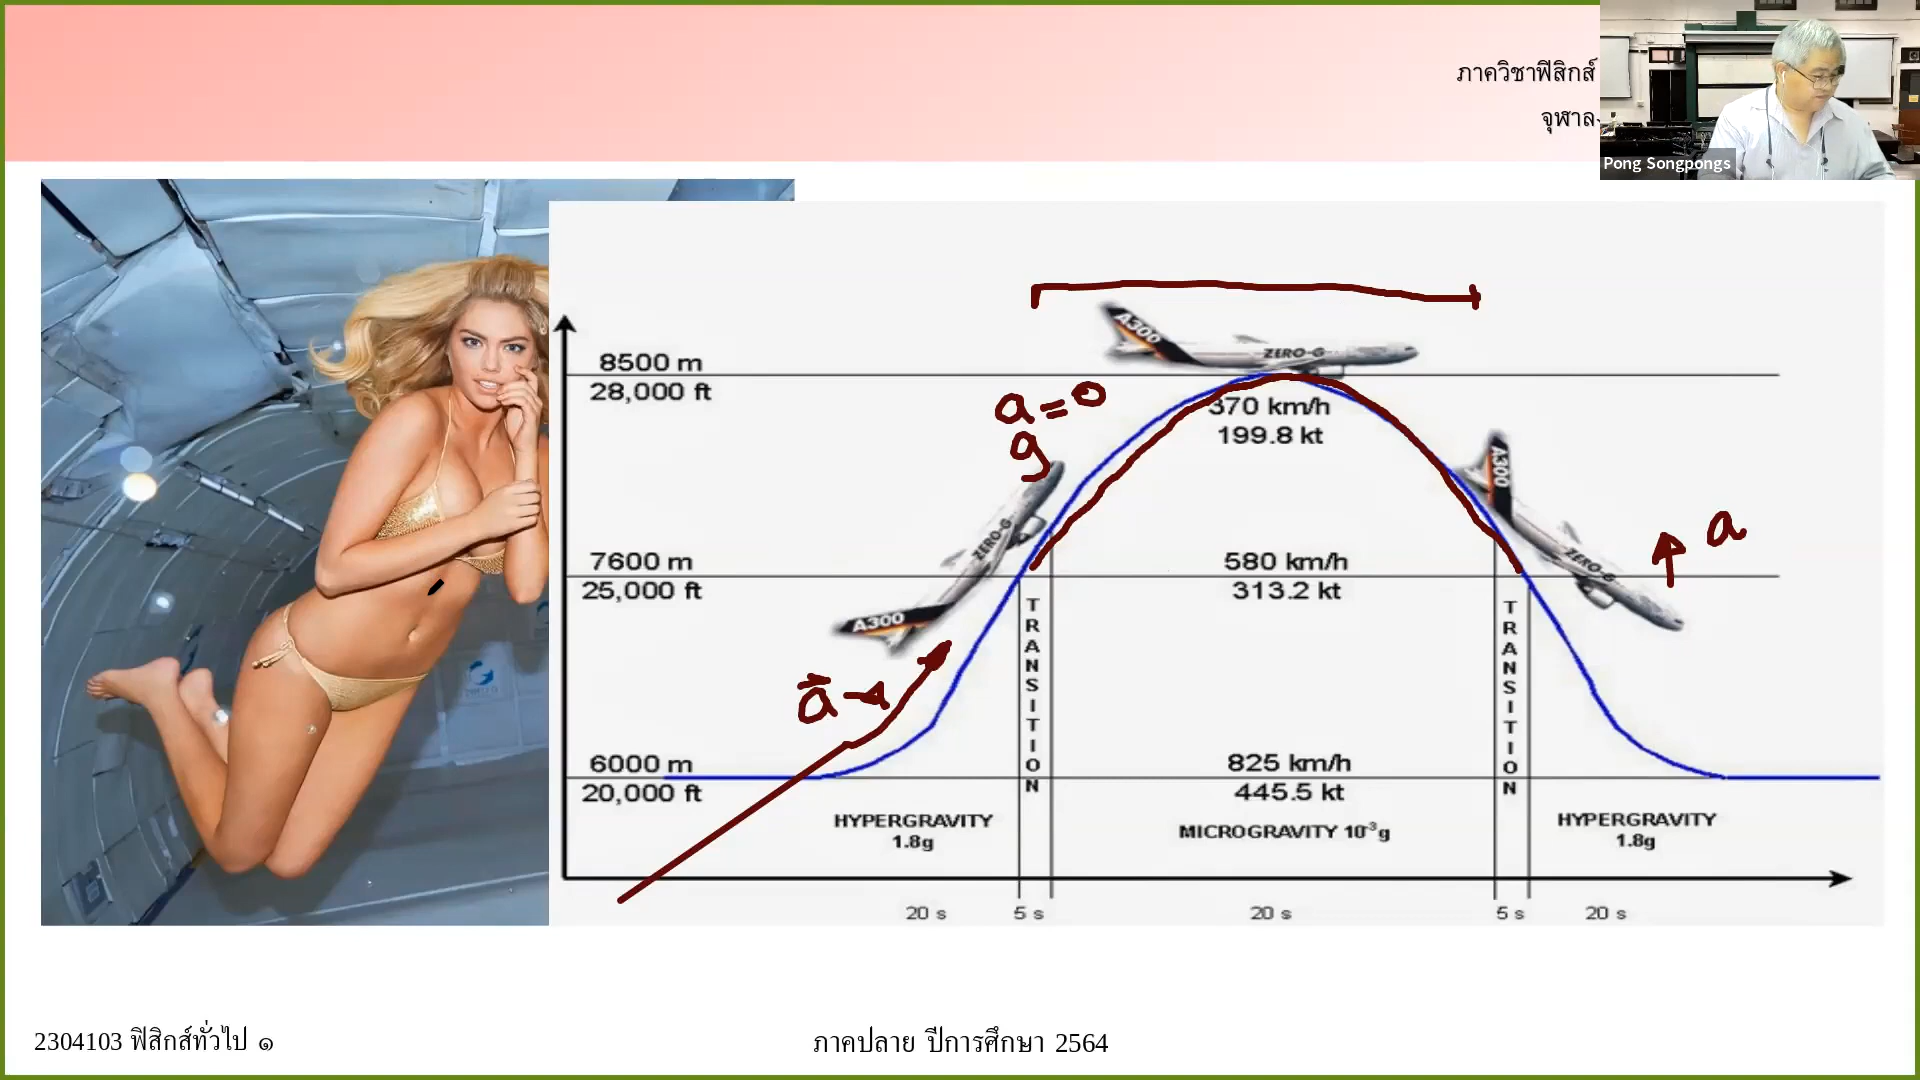 ภาควิชาฟิสิกส์
จุฬาล
Pong Songpongs
8500 m
28,000 ft
A300
ZERO-G
a = 0
g
370 km/h
199.8 kt
A300
ZERO-G
A300
ZERO-G
a
7600 m
25,000 ft
580 km/h
313.2 kt
TRANSITION
TRANSITION
a
6000 m
20,000 ft
825 km/h
445.5 kt
HYPERGRAVITY
1.8g
MICROGRAVITY 10⁻³g
HYPERGRAVITY
1.8g
20 s
5 s
20 s
5 s
20 s
2304103 ฟิสิกส์ทั่วไป ๑
ภาคปลาย ปีการศึกษา 2564